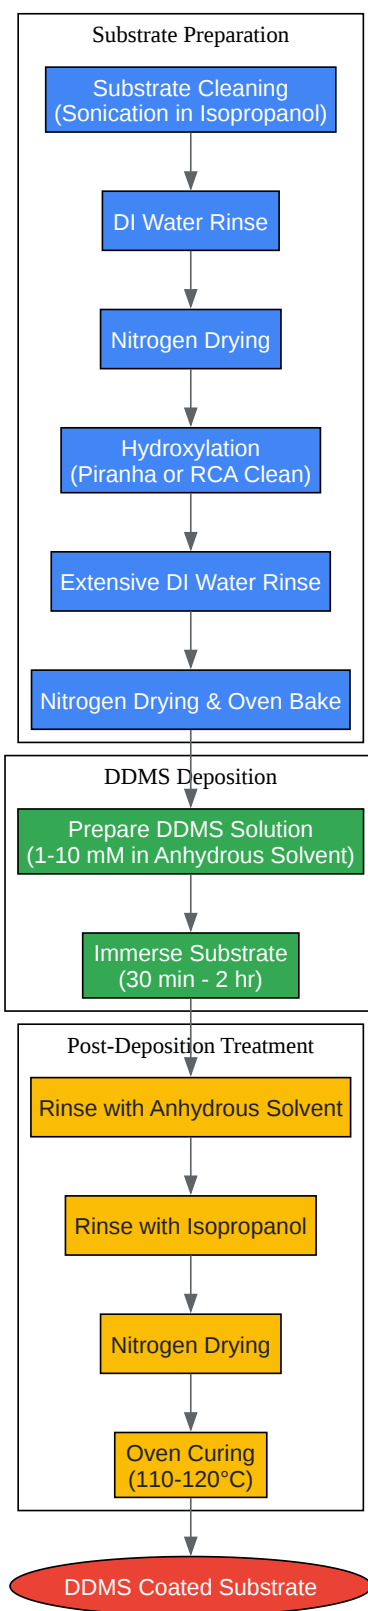 Substrate Preparation
Substrate Cleaning
(Sonication in Isopropanol)
DI Water Rinse
Nitrogen Drying
Hydroxylation
(Piranha or RCA Clean)
Extensive DI Water Rinse
Nitrogen Drying & Oven Bake
DDMS Deposition
Prepare DDMS Solution
(1-10 mM in Anhydrous Solvent)
Immerse Substrate
(30 min - 2 hr)
Post-Deposition Treatment
Rinse with Anhydrous Solvent
Rinse with Isopropanol
Nitrogen Drying
Oven Curing
(110-120°C)
DDMS Coated Substrate